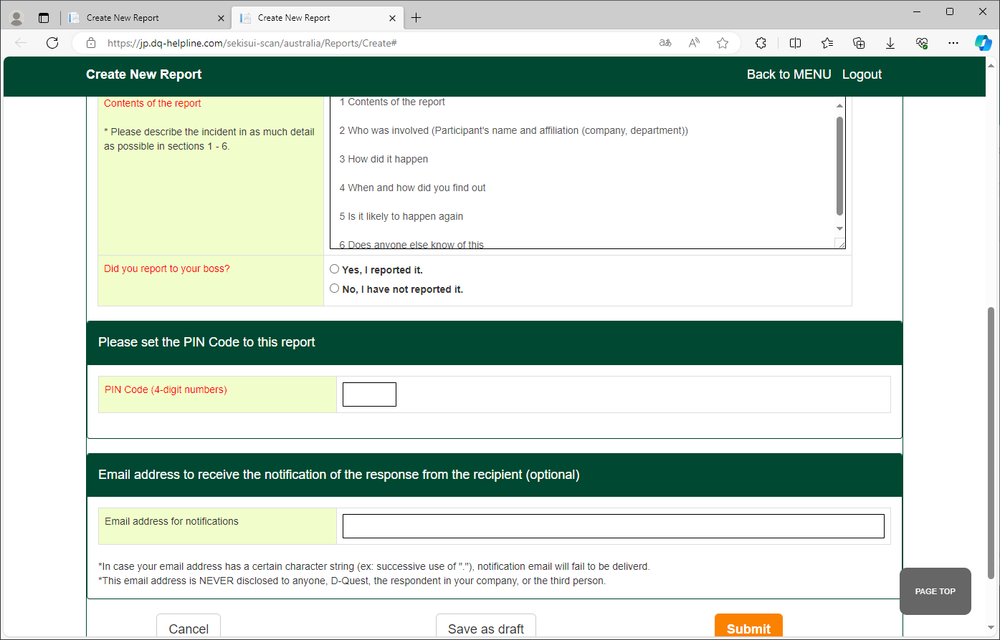 Create New Report
Create New Report
https://jp.dq-helpline.com/sekisui-scan/australia/Reports/Create#
Create New Report
Back to MENU Logout
Contents of the report
* Please describe the incident in as much detail
as possible in sections 1 - 6.
1 Contents of the report
2 Who was involved (Participant's name and affiliation (company, department))
3 How did it happen
4 When and how did you find out
5 Is it likely to happen again
6 Does anyone else know of this
Did you report to your boss?
Yes, I reported it.
No, I have not reported it.
Please set the PIN Code to this report
PIN Code (4-digit numbers)
Email address to receive the notification of the response from the recipient (optional)
Email address for notifications
*In case your email address has a certain character string (ex: successive use of "."), notification email will fail to be deliverd.
*This email address is NEVER disclosed to anyone, D-Quest, the respondent in your company, or the third person.
PAGE TOP
Cancel
Save as draft
Submit